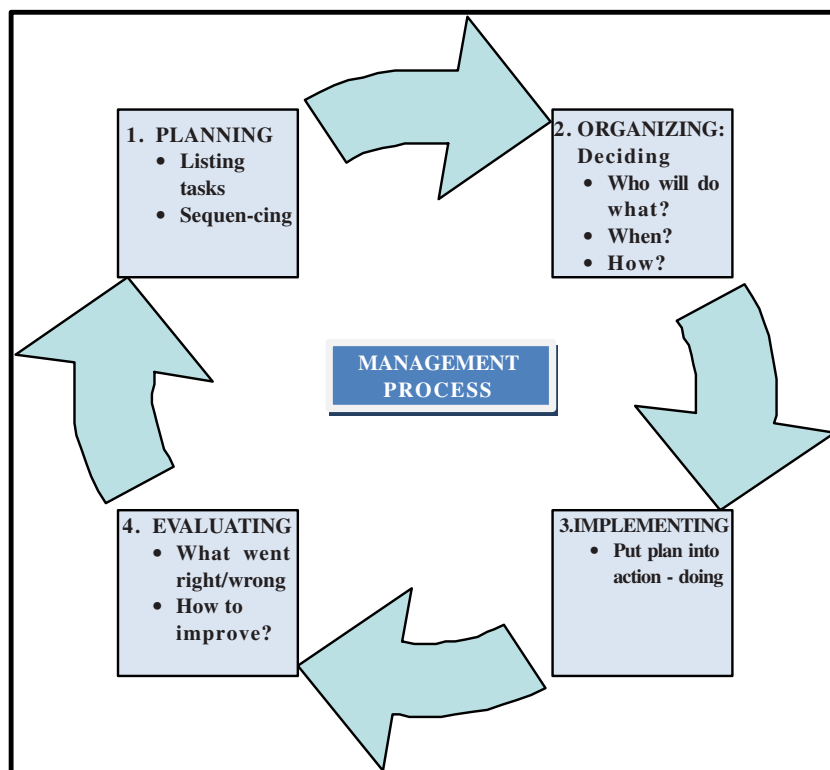 1. PLANNING
• Listing
tasks
• Sequen-cing
2. ORGANIZING:
Deciding
• Who will do
what?
• When?
• How?
MANAGEMENT
PROCESS
4. EVALUATING
• What went
right/wrong
• How to
improve?
3.IMPLEMENTING
• Put plan into
action - doing